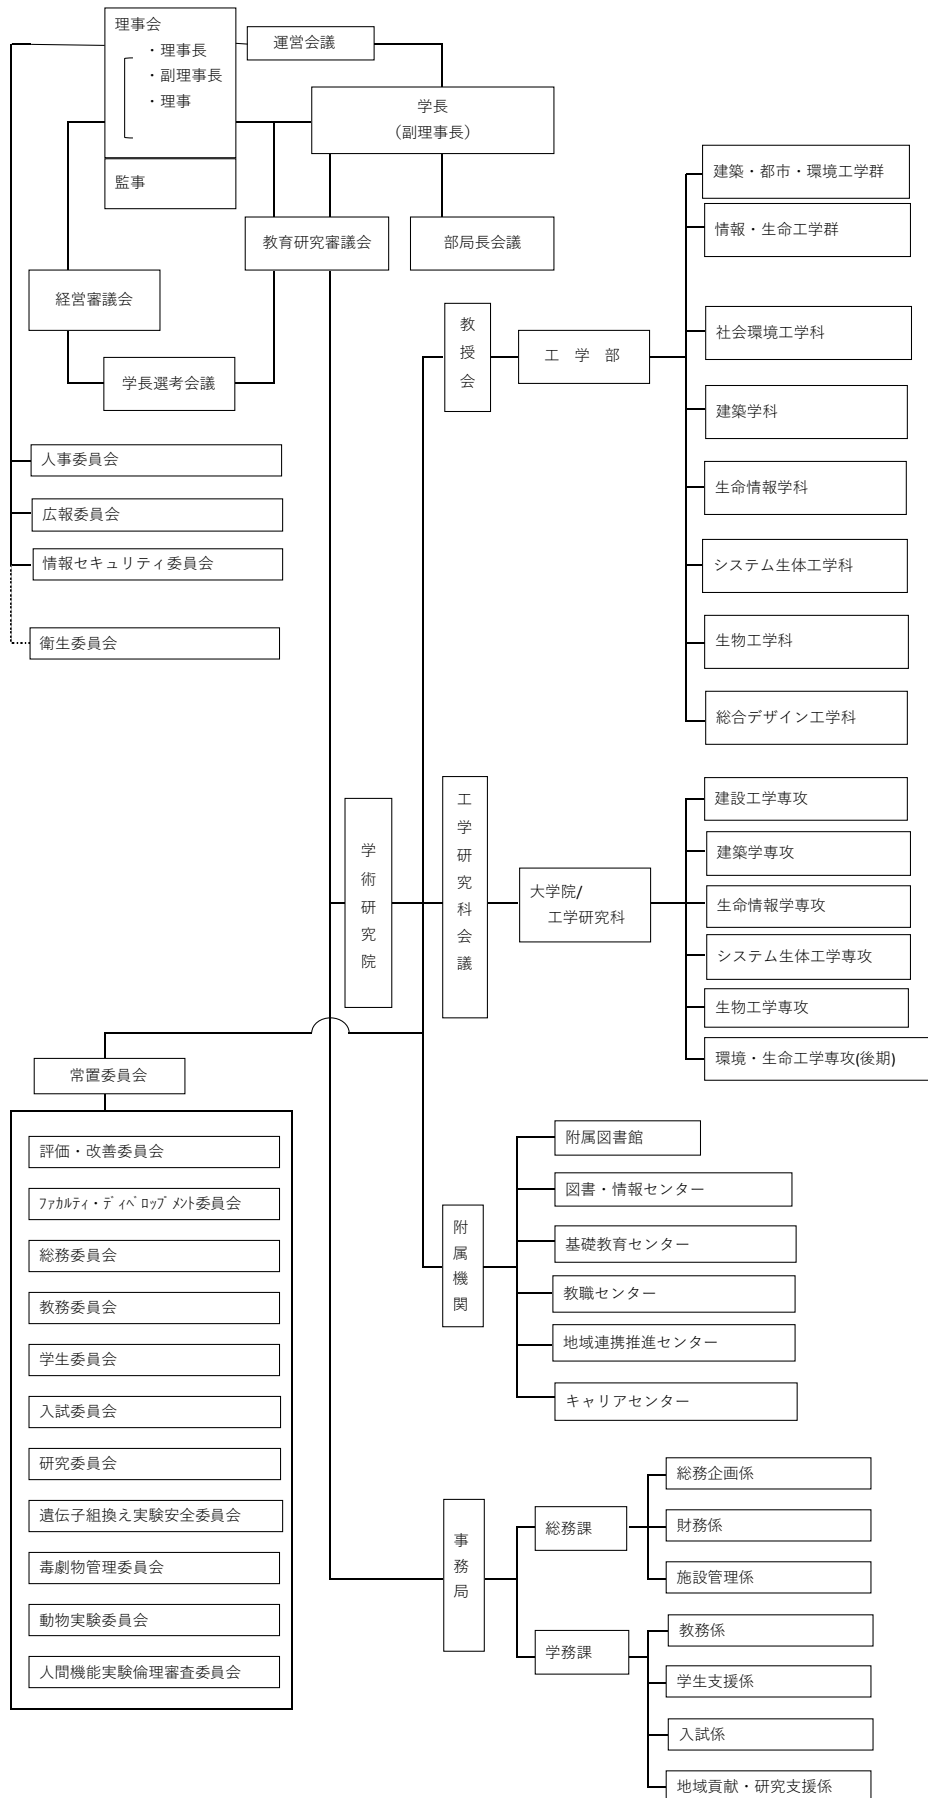 理事会
・理事長
・副理事長
・理事
監事
運営会議
学長
（副理事長）
教育研究審議会
部局長会議
経営審議会
学長選考会議
人事委員会
広報委員会
情報セキュリティ委員会
衛生委員会
教授会
工　学　部
建築・都市・環境工学群
情報・生命工学群
社会環境工学科
建築学科
生命情報学科
システム生体工学科
生物工学科
総合デザイン工学科
学術研究院
工学研究科会議
大学院/
工学研究科
建設工学専攻
建築学専攻
生命情報学専攻
システム生体工学専攻
生物工学専攻
環境・生命工学専攻(後期)
常置委員会
評価・改善委員会
ﾌｧｶﾙﾃｨ・ﾃﾞｨﾍﾞﾛｯﾌﾟﾒﾝﾄ委員会
総務委員会
教務委員会
学生委員会
入試委員会
研究委員会
遺伝子組換え実験安全委員会
毒劇物管理委員会
動物実験委員会
人間機能実験倫理審査委員会
附属機関
附属図書館
図書・情報センター
基礎教育センター
教職センター
地域連携推進センター
キャリアセンター
事務局
総務課
総務企画係
財務係
施設管理係
学務課
教務係
学生支援係
入試係
地域貢献・研究支援係